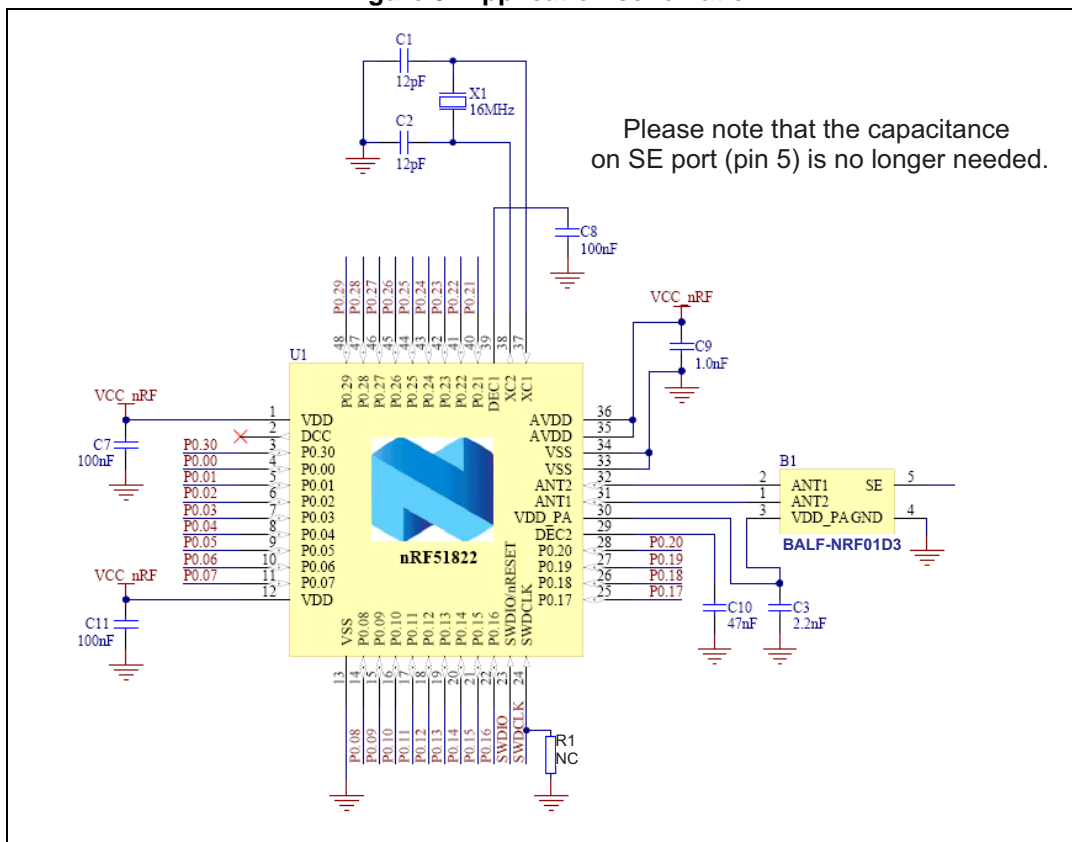 C1
12pF
X1
16MHz
C2
12pF
Please note that the capacitance
on SE port (pin 5) is no longer needed.
C8
100nF
P0.29
P0.28
P0.27
P0.26
P0.25
P0.24
P0.23
P0.22
P0.21
VCC_nRF
C9
1.0nF
48
47
46
45
44
43
42
41
40
39
38
37
U1
P0.29
P0.28
P0.27
P0.26
P0.25
P0.24
P0.23
P0.22
P0.21
DEC1
XC2
XC1
VCC_nRF
C7
100nF
1 VDD
2 DCC
P0.30 3 P0.30
P0.00 4 P0.00
P0.01 5 P0.01
P0.02 6 P0.02
P0.03 7 P0.03
P0.04 8 P0.04
P0.05 9 P0.05
P0.06 10 P0.06
P0.07 11 P0.07
12 VDD
VCC_nRF
C11
100nF
nRF51822
AVDD 36
AVDD 35
VSS 34
VSS 33
ANT2 32
ANT1 31
VDD_PA 30
DEC2 29
P0.20 28 P0.20
P0.19 27 P0.19
P0.18 26 P0.18
P0.17 25 P0.17
B1
2 ANT1 SE 5
1 ANT2
3 VDD_PA GND 4
BALF-NRF01D3
C10
47nF
C3
2.2nF
VSS
P0.08
P0.09
P0.10
P0.11
P0.12
P0.13
P0.14
P0.15
P0.16
SWDIO/nRESET
SWDCLK
13
14
15
16
17
18
19
20
21
22
23
24
P0.08
P0.09
P0.10
P0.11
P0.12
P0.13
P0.14
P0.15
P0.16
SWDIO
SWDCLK
R1
NC